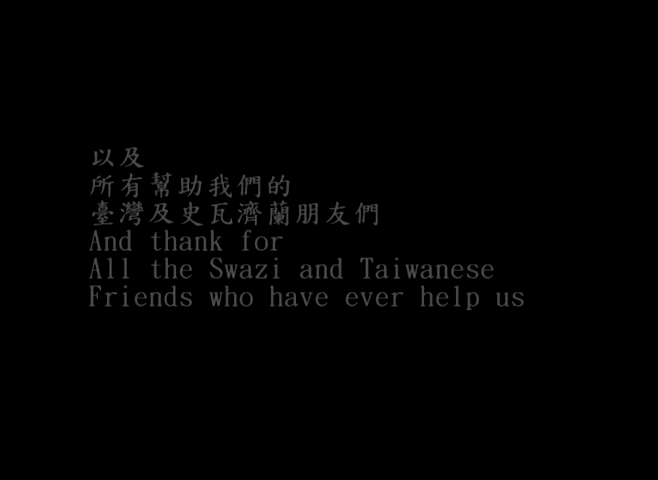 以及
所有幫助我們的
臺灣及史瓦濟蘭朋友們
And thank for
All the Swazi and Taiwanese
Friends who have ever help us